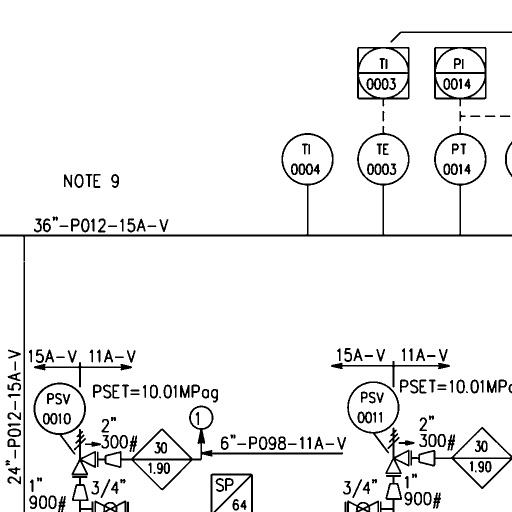 TI
0003
PI
0014
TI
0004
TE
0003
PT
0014
NOTE 9
36"-P012-15A-V
24"-P012-15A-V
15A-V
11A-V
PSV
0010
PSET=10.01MPag
2"
300#
30
1.90
1
6"-P098-11A-V
1"
900#
3/4"
SP
64
15A-V
11A-V
PSV
0011
PSET=10.01MPa
2"
300#
30
1.90
1"
900#
3/4"